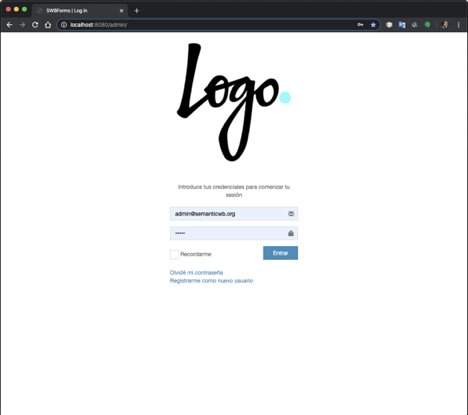 SWBForms | Log in
localhost:8080/admin/
Logo.
Introduce tus credenciales para comenzar tu
sesión
admin@semanticwb.org
•••••
Recordarme
Entrar
Olvidé mi contraseña
Registrarme como nuevo usuario